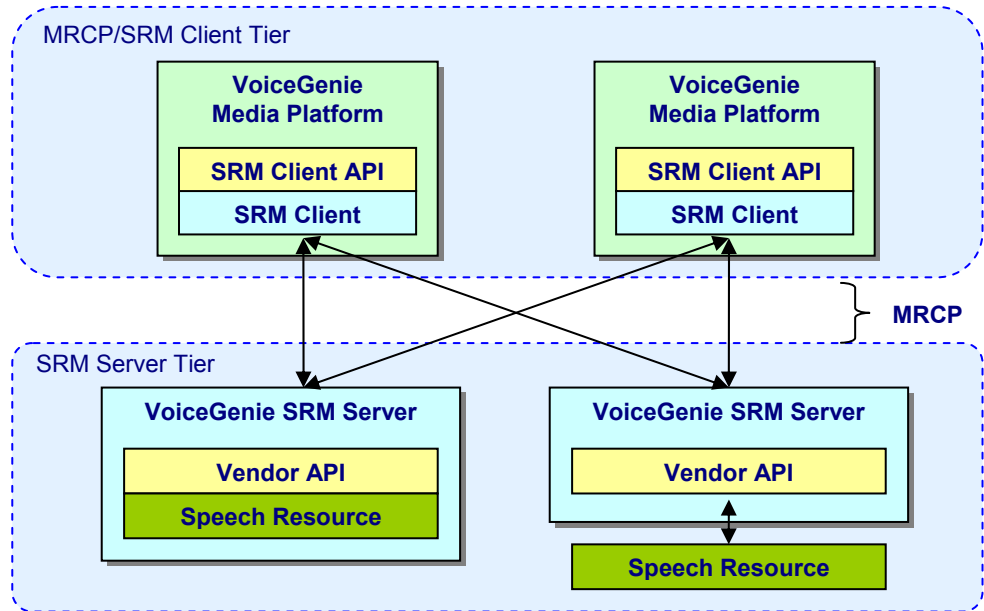 MRCP/SRM Client Tier
VoiceGenie
Media Platform
SRM Client API
SRM Client
VoiceGenie
Media Platform
SRM Client API
SRM Client
MRCP
SRM Server Tier
VoiceGenie SRM Server
Vendor API
Speech Resource
VoiceGenie SRM Server
Vendor API
Speech Resource